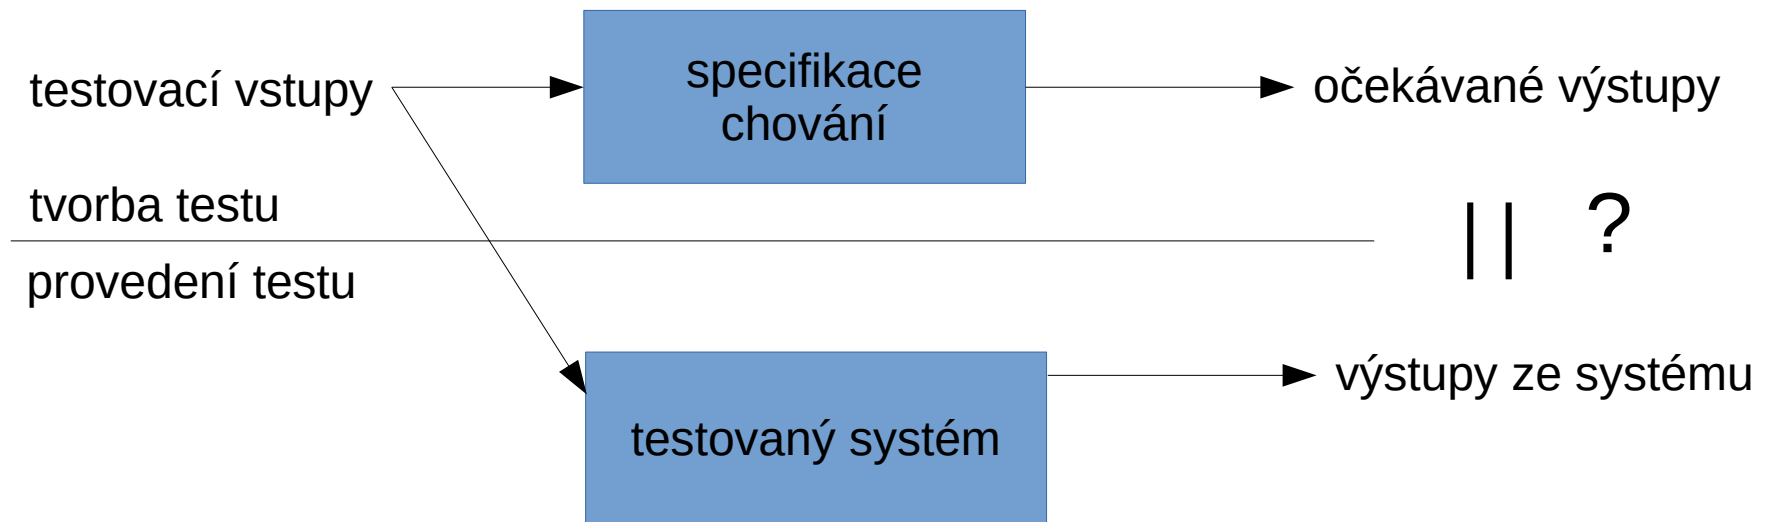 testovací vstupy
specifikace
chování
očekávané výstupy
tvorba testu
|| ?
provedení testu
výstupy ze systému
testovaný systém